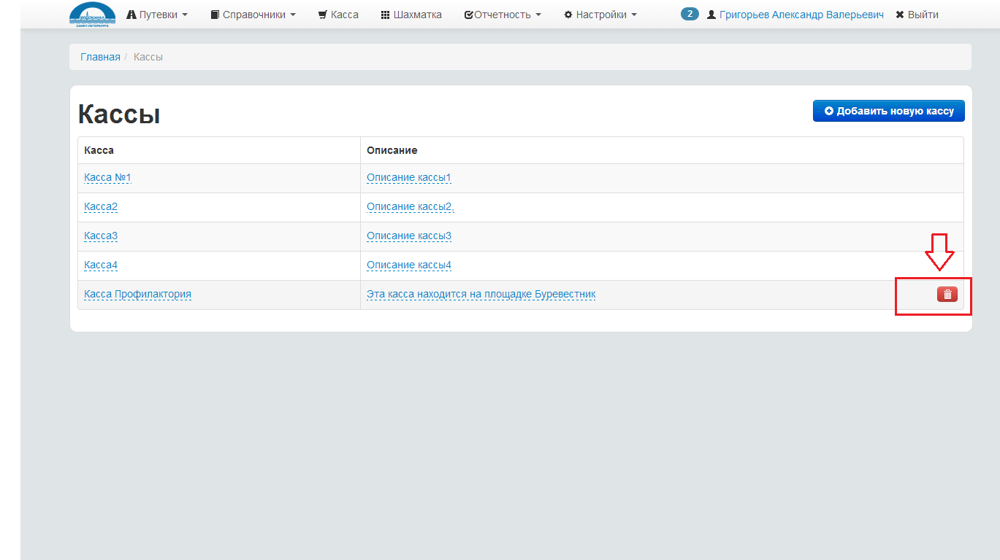 ВОДОКАНАЛ
САНКТ-ПЕТЕРБУРГА
Путевки Справочники Касса Шахматка Отчетность Настройки 2 Григорьев Александр Валерьевич Выйти
Главная / Кассы
Кассы
Добавить новую кассу
Касса Описание
Касса №1 Описание кассы1
Касса2 Описание кассы2,
Касса3 Описание кассы3
Касса4 Описание кассы4
Касса Профилактория Эта касса находится на площадке Буревестник